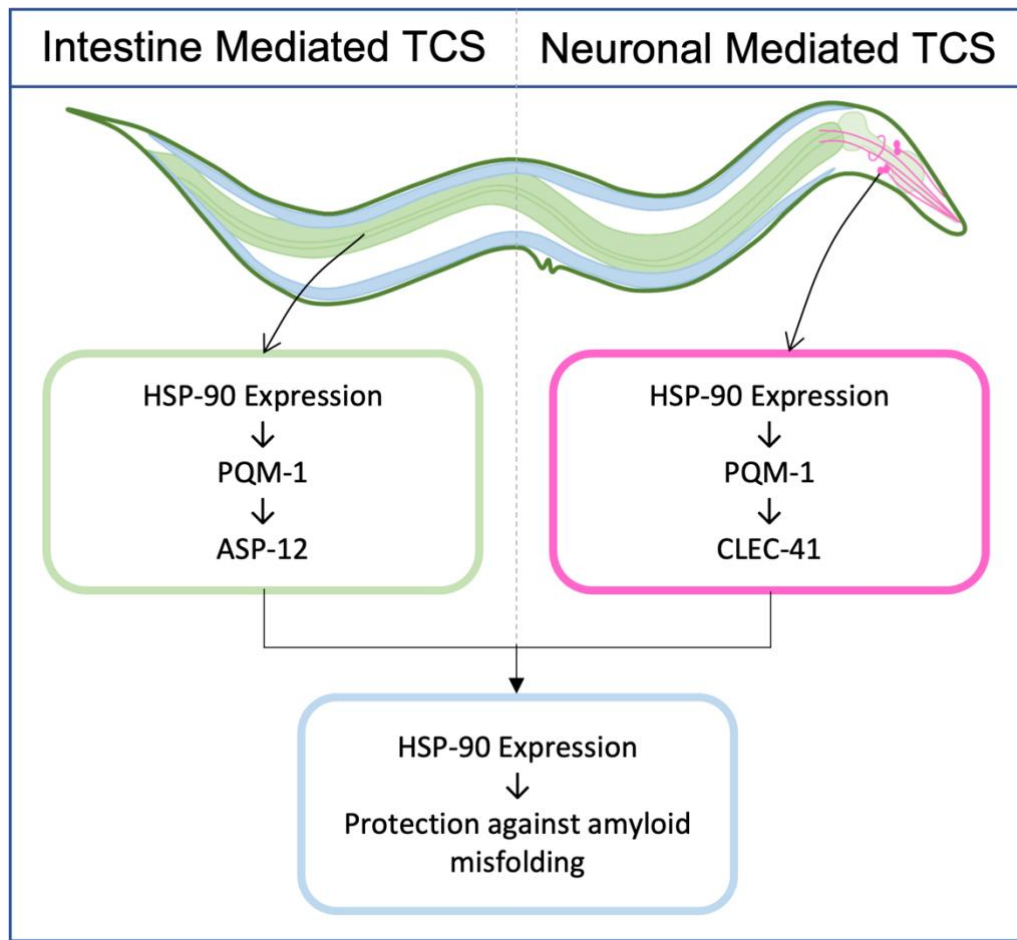 Intestine Mediated TCS
Neuronal Mediated TCS
HSP-90 Expression
↓
PQM-1
↓
ASP-12
HSP-90 Expression
↓
PQM-1
↓
CLEC-41
HSP-90 Expression
↓
Protection against amyloid
misfolding